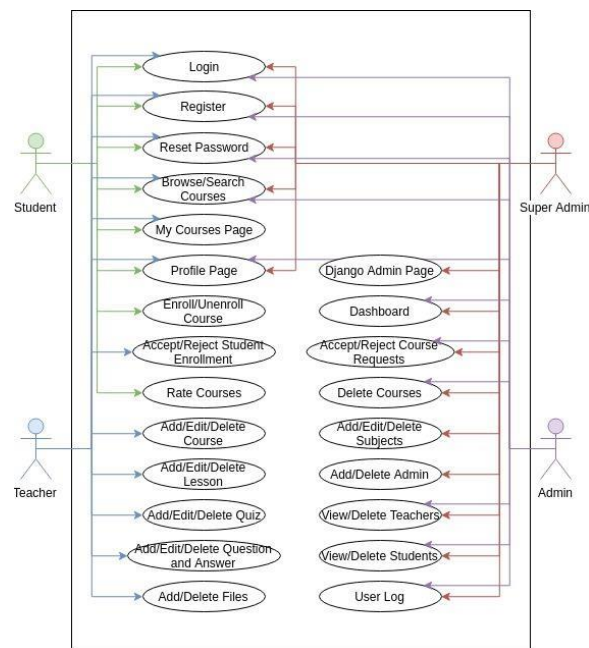 Login
Register
Reset Password
Browse/Search
Courses
Student
Super Admin
My Courses Page
Profile Page
Django Admin Page
Enroll/Unenroll
Course
Dashboard
Accept/Reject Student
Enrollment
Accept/Reject Course
Requests
Rate Courses
Delete Courses
Add/Edit/Delete
Course
Add/Edit/Delete
Subjects
Add/Edit/Delete
Lesson
Add/Delete Admin
Teacher
Admin
Add/Edit/Delete Quiz
View/Delete Teachers
Add/Edit/Delete Question
and Answer
View/Delete Students
Add/Delete Files
User Log